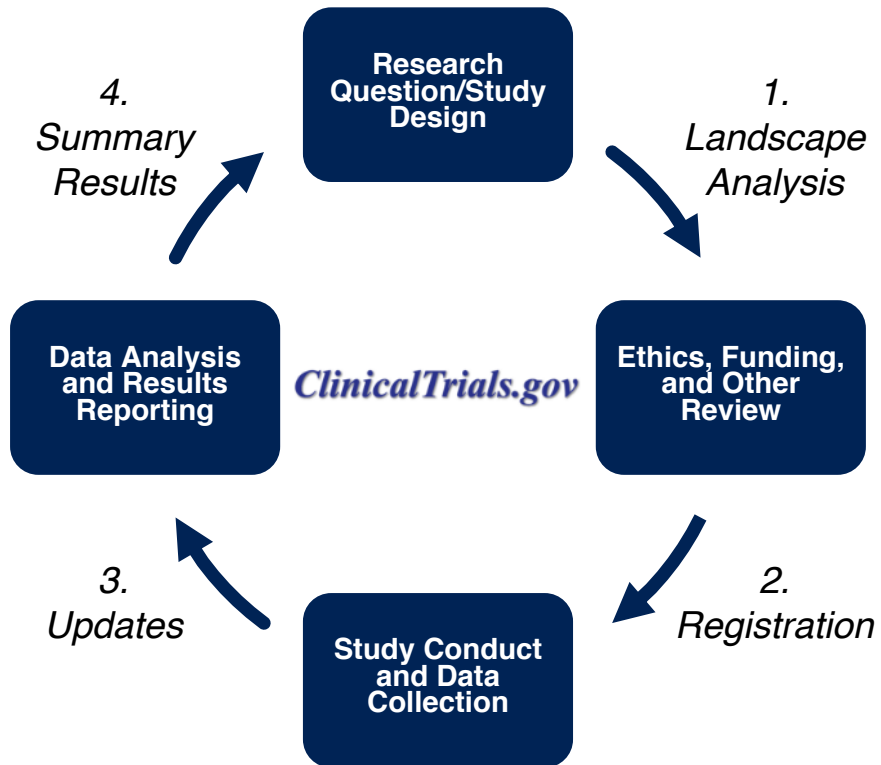 Research
Question/Study
Design
1.
Landscape
Analysis
Ethics, Funding,
and Other
Review
2.
Registration
Study Conduct
and Data
Collection
3.
Updates
Data Analysis
and Results
Reporting
4.
Summary
Results
ClinicalTrials.gov